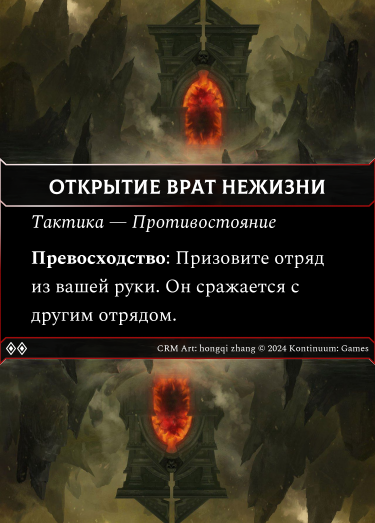 ОТКРЫТИЕ ВРАТ НЕЖИЗНИ
Тактика — Противостояние
Превосходство: Призовите отряд
из вашей руки. Он сражается с
другим отрядом.
CRM Art: hongqi zhang © 2024 Kontinuum: Games